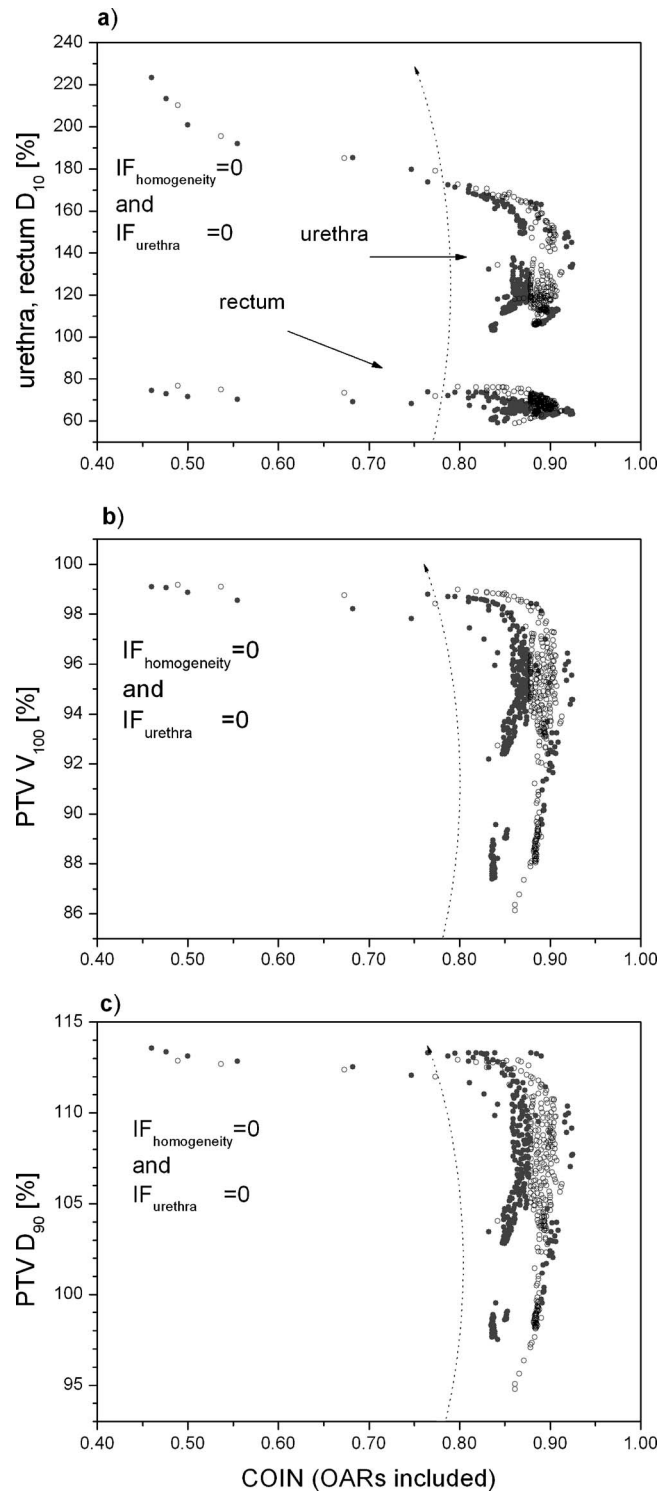 a)
240
220
200
180
160
140
120
100
80
60
urethra, rectum D10 [%]
IFhomogeneity=0
and
IFurethra =0
urethra
rectum
0.40 0.50 0.60 0.70 0.80 0.90 1.00
b)
100
98
96
94
92
90
88
86
PTV V100 [%]
IFhomogeneity=0
and
IFurethra =0
0.40 0.50 0.60 0.70 0.80 0.90 1.00
c)
115
110
105
100
95
PTV D90 [%]
IFhomogeneity=0
and
IFurethra =0
0.40 0.50 0.60 0.70 0.80 0.90 1.00
COIN (OARs included)